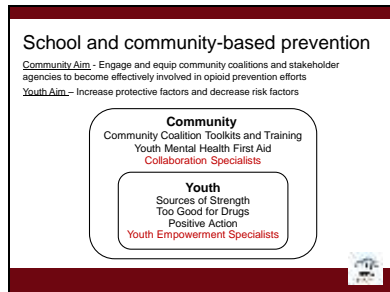 School and community-based prevention
Community Aim - Engage and equip community coalitions and stakeholder
agencies to become effectively involved in opioid prevention efforts
Youth Aim – Increase protective factors and decrease risk factors
Community
Community Coalition Toolkits and Training
Youth Mental Health First Aid
Collaboration Specialists
Youth
Sources of Strength
Too Good for Drugs
Positive Action
Youth Empowerment Specialists